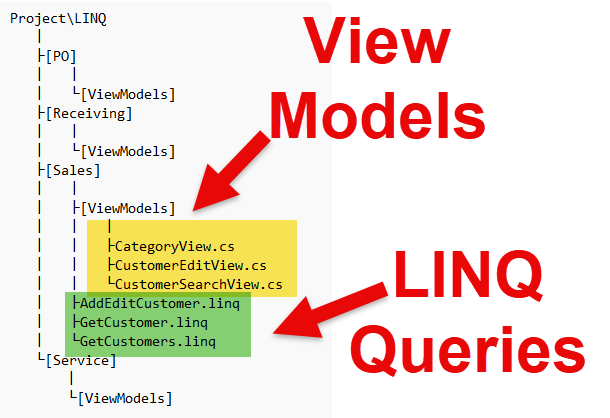 Project\LINQ
├[PO]
└[ViewModels]
├[Receiving]
└[ViewModels]
├[Sales]
├[ViewModels]
├CategoryView.cs
├CustomerEditView.cs
└CustomerSearchView.cs
├AddEditCustomer.linq
├GetCustomer.linq
└GetCustomers.linq
└[Service]
└[ViewModels]
View
Models
LINQ
Queries